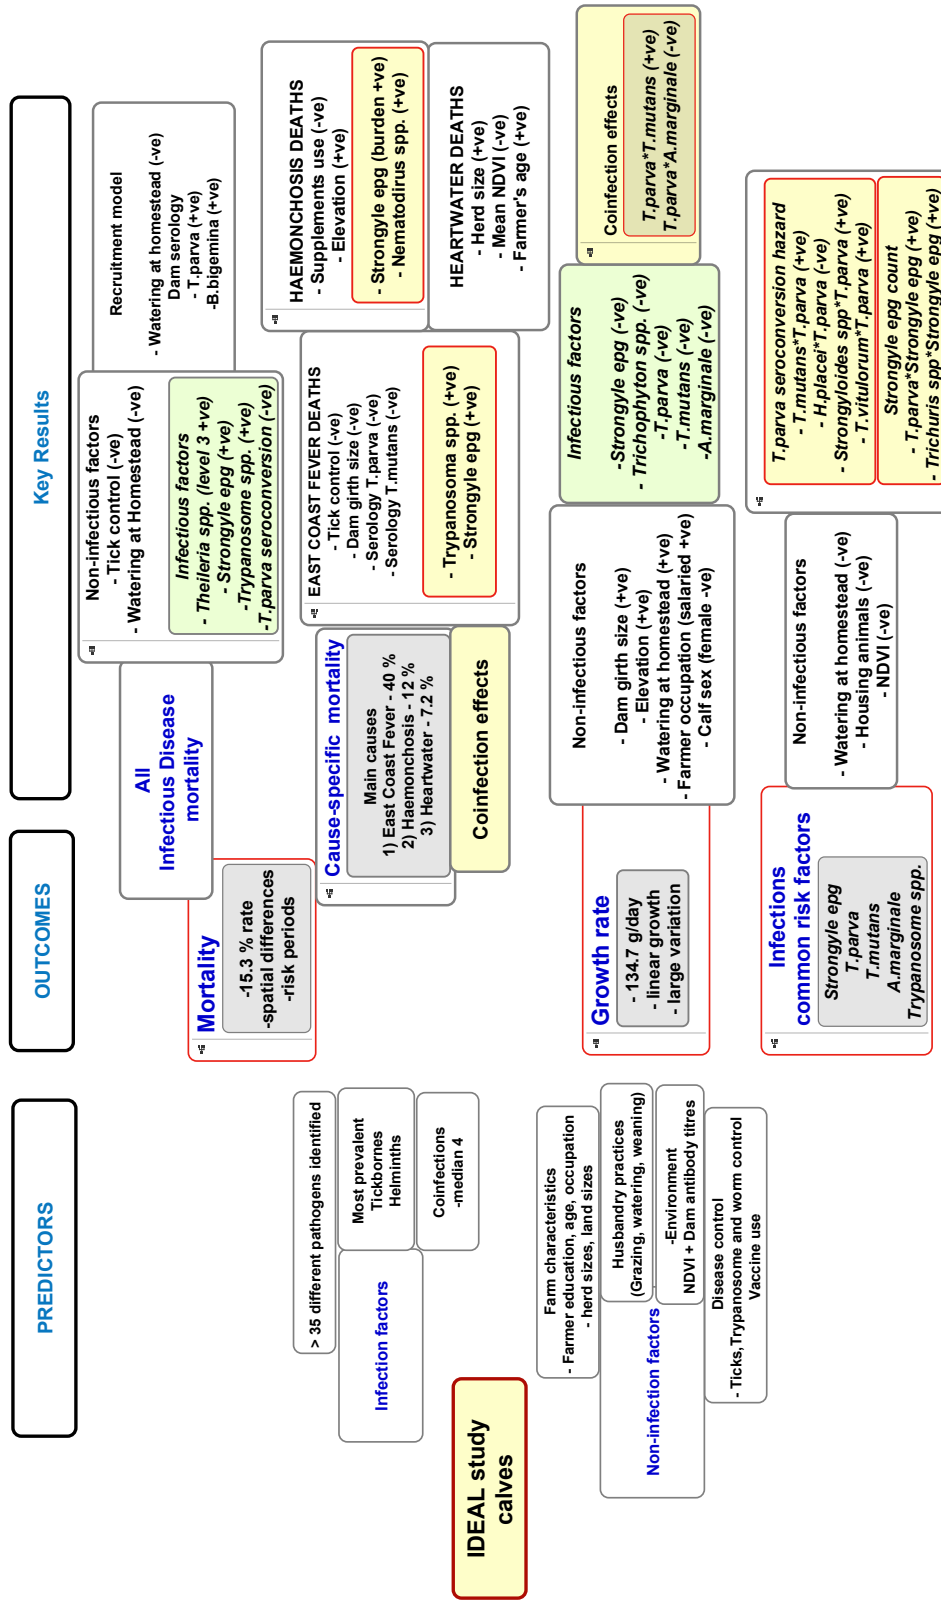 PREDICTORS
OUTCOMES
Key Results
IDEAL study
calves
Infection factors
> 35 different pathogens identified
Most prevalent
Tickbornes
Helminths
Coinfections
-median 4
Non-infection factors
Farm characteristics
- Farmer education, age, occupation
- herd sizes, land sizes
Husbandry practices
(Grazing, watering, weaning)
-Environment
NDVI + Dam antibody titres
Disease control
- Ticks,Trypanosome and worm control
Vaccine use
Mortality
-15.3 % rate
-spatial differences
-risk periods
All
Infectious Disease
mortality
Non-infectious factors
- Tick control (-ve)
- Watering at Homestead (-ve)
Infectious factors
- Theileria spp. (level 3 +ve)
- Strongyle epg (+ve)
-Trypanosome spp. (+ve)
-T.parva seroconversion (-ve)
Recruitment model
- Watering at homestead (-ve)
Dam serology
- T.parva (+ve)
-B.bigemina (+ve)
Cause-specific mortality
Main causes
1) East Coast Fever - 40 %
2) Haemonchosis - 12 %
3) Heartwater - 7.2 %
Coinfection effects
EAST COAST FEVER DEATHS
- Tick control (-ve)
- Dam girth size (-ve)
- Serology T.parva (-ve)
- Serology T.mutans (-ve)
- Trypanosoma spp. (+ve)
- Strongyle epg (+ve)
HAEMONCHOSIS DEATHS
- Supplements use (-ve)
- Elevation (+ve)
- Strongyle epg (burden +ve)
- Nematodirus spp. (+ve)
HEARTWATER DEATHS
- Herd size (+ve)
- Mean NDVI (-ve)
- Farmer's age (+ve)
Growth rate
- 134.7 g/day
- linear growth
- large variation
Non-infectious factors
- Dam girth size (+ve)
- Elevation (+ve)
- Watering at homestead (+ve)
- Farmer occupation (salaried +ve)
- Calf sex (female -ve)
Infectious factors
-Strongyle epg (-ve)
- Trichophyton spp. (-ve)
- T.parva (-ve)
-T.mutans (-ve)
-A.marginale (-ve)
Coinfection effects
T.parva*T.mutans (+ve)
T.parva*A.marginale (-ve)
Infections
common risk factors
Strongyle epg
T.parva
T.mutans
A.marginale
Trypanosome spp.
Non-infectious factors
- Watering at homestead (-ve)
- Housing animals (-ve)
- NDVI (-ve)
T.parva seroconversion hazard
- T.mutans*T.parva (+ve)
- H.placei*T.parva (-ve)
- Strongyloides spp*T.parva (+ve)
- T.vitulorum*T.parva (+ve)
Strongyle epg count
- T.parva*Strongyle epg (+ve)
- Trichuris spp*Strongyle epg (+ve)